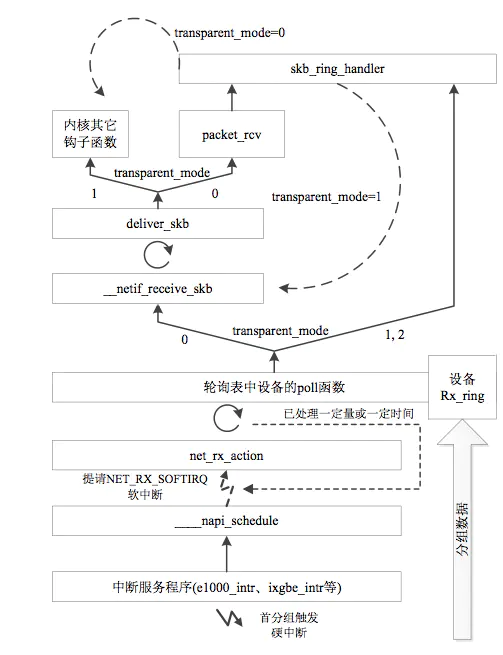 transparent_mode=0
skb_ring_handler
内核其它
钩子函数
packet_rcv
transparent_mode
1
0
transparent_mode=1
deliver_skb
__netif_receive_skb
transparent_mode
0
1, 2
轮询表中设备的poll函数
设备
Rx_ring
已处理一定量或一定时间
net_rx_action
提请NET_RX_SOFTIRQ
软中断
____napi_schedule
分组数据
中断服务程序(e1000_intr、ixgbe_intr等)
首分组触发
硬中断